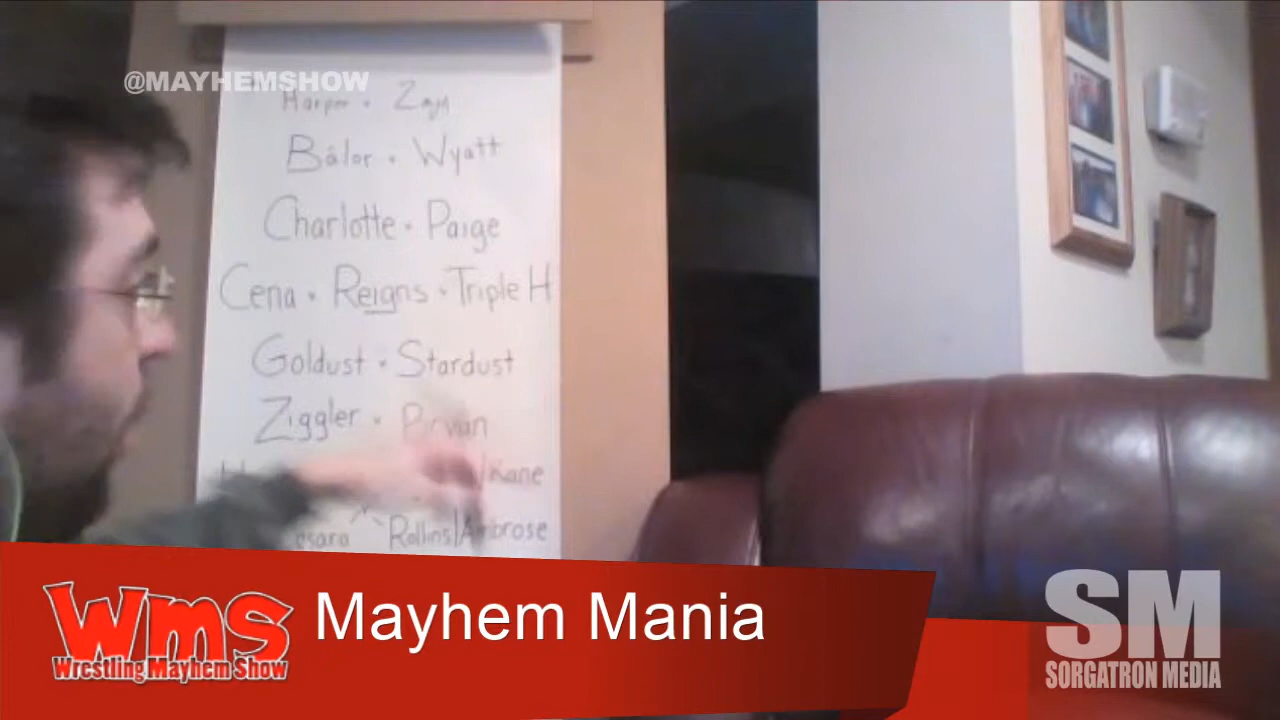 @MAYHEMSHOW
Harper • Zayn
Bálor • Wyatt
Charlotte • Paige
Cena • Reigns • Triple H
Goldust • Stardust
Ziggler •
Kane
Rollins/Ambrose
Wms
Wrestling Mayhem Show
Mayhem Mania
SM
SORGATRON MEDIA